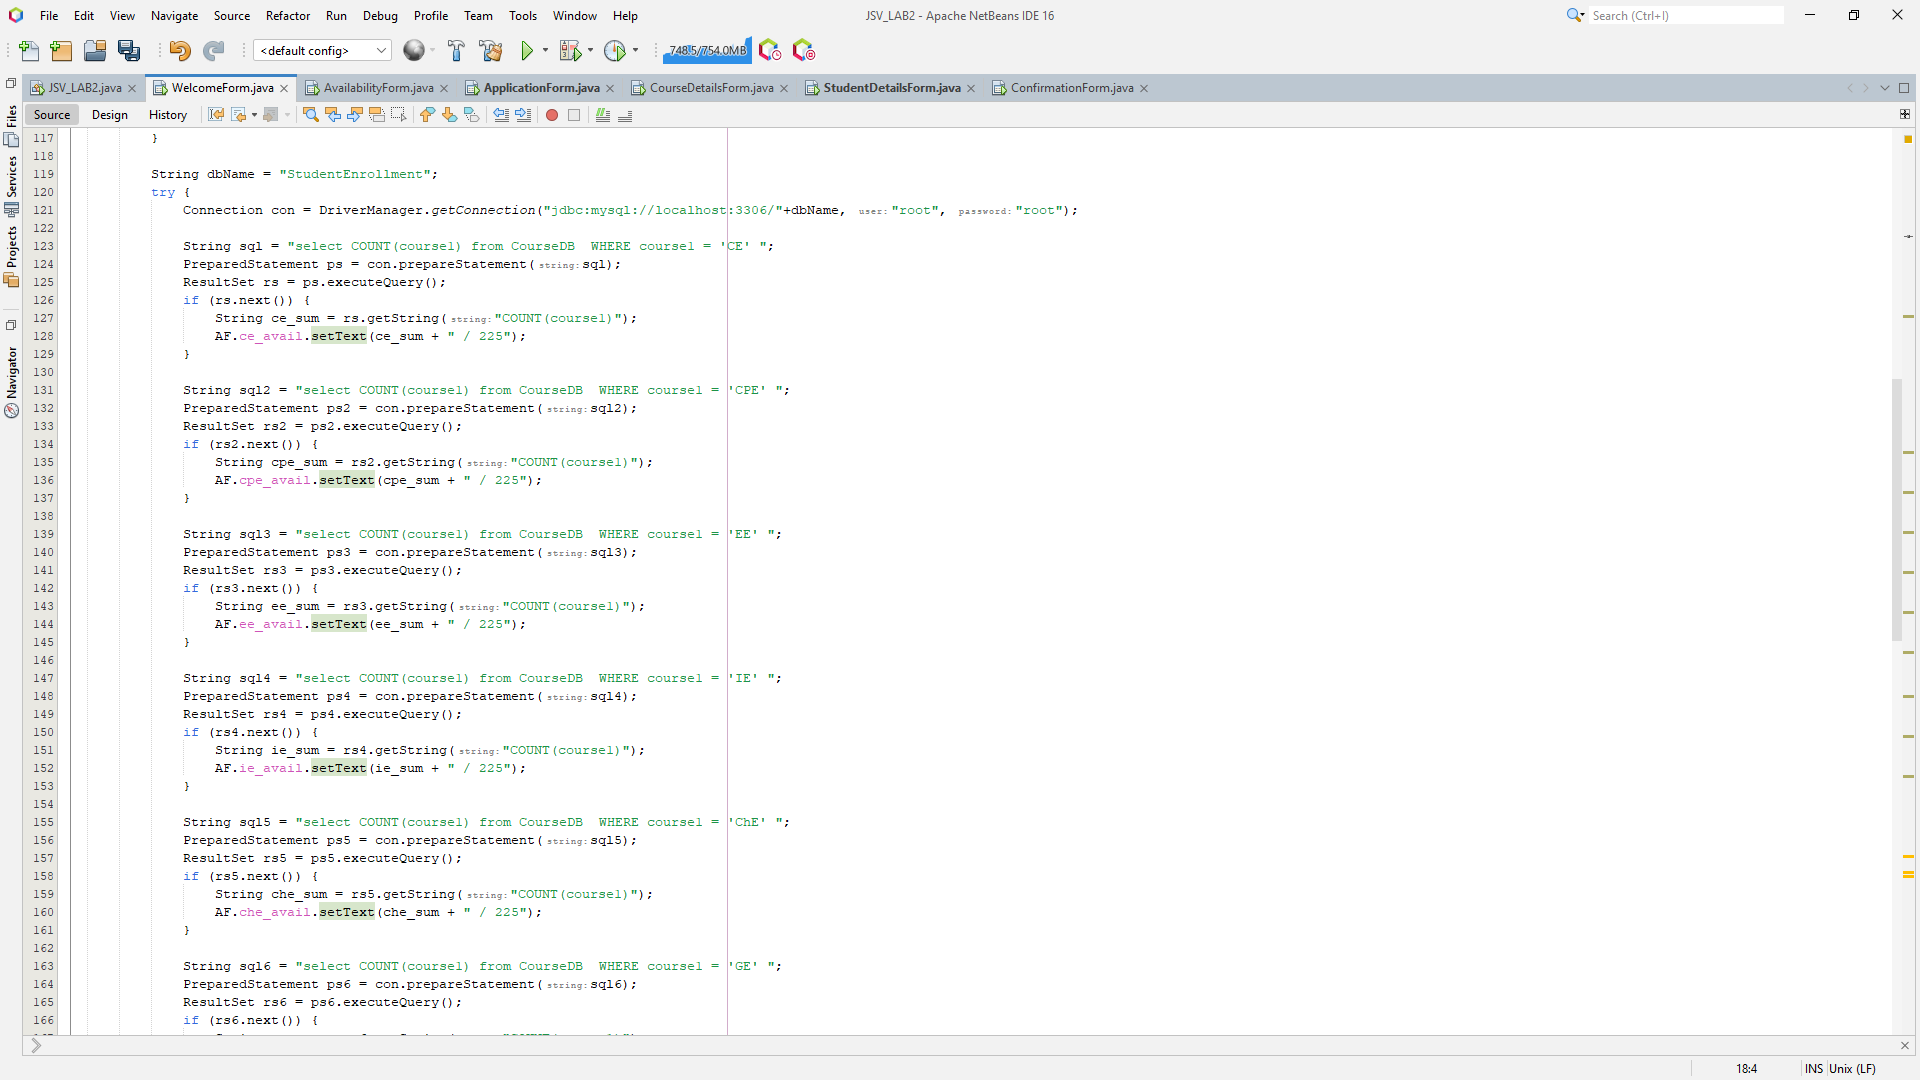 File Edit View Navigate Source Refactor Run Debug Profile Team Tools Window Help
JSV_LAB2 - Apache NetBeans IDE 16
Search (Ctrl+I)
<default config>
748.5/754.0MB
JSV_LAB2.java
WelcomeForm.java
AvailabilityForm.java
ApplicationForm.java
CourseDetailsForm.java
StudentDetailsForm.java
ConfirmationForm.java
Source Design History
Files
Services
Projects
Navigator
117 }
118
119 String dbName = "StudentEnrollment";
120 try {
121 Connection con = DriverManager.getConnection("jdbc:mysql://localhost:3306/"+dbName, user: "root", password: "root");
122
123 String sql = "select COUNT(course1) from CourseDB  WHERE course1 = 'CE' ";
124 PreparedStatement ps = con.prepareStatement( string: sql);
125 ResultSet rs = ps.executeQuery();
126 if (rs.next()) {
127 String ce_sum = rs.getString( string: "COUNT(course1)");
128 AF.ce_avail.setText(ce_sum + " / 225");
129 }
130
131 String sql2 = "select COUNT(course1) from CourseDB  WHERE course1 = 'CPE' ";
132 PreparedStatement ps2 = con.prepareStatement( string: sql2);
133 ResultSet rs2 = ps2.executeQuery();
134 if (rs2.next()) {
135 String cpe_sum = rs2.getString( string: "COUNT(course1)");
136 AF.cpe_avail.setText(cpe_sum + " / 225");
137 }
138
139 String sql3 = "select COUNT(course1) from CourseDB  WHERE course1 = 'EE' ";
140 PreparedStatement ps3 = con.prepareStatement( string: sql3);
141 ResultSet rs3 = ps3.executeQuery();
142 if (rs3.next()) {
143 String ee_sum = rs3.getString( string: "COUNT(course1)");
144 AF.ee_avail.setText(ee_sum + " / 225");
145 }
146
147 String sql4 = "select COUNT(course1) from CourseDB  WHERE course1 = 'IE' ";
148 PreparedStatement ps4 = con.prepareStatement( string: sql4);
149 ResultSet rs4 = ps4.executeQuery();
150 if (rs4.next()) {
151 String ie_sum = rs4.getString( string: "COUNT(course1)");
152 AF.ie_avail.setText(ie_sum + " / 225");
153 }
154
155 String sql5 = "select COUNT(course1) from CourseDB  WHERE course1 = 'ChE' ";
156 PreparedStatement ps5 = con.prepareStatement( string: sql5);
157 ResultSet rs5 = ps5.executeQuery();
158 if (rs5.next()) {
159 String che_sum = rs5.getString( string: "COUNT(course1)");
160 AF.che_avail.setText(che_sum + " / 225");
161 }
162
163 String sql6 = "select COUNT(course1) from CourseDB  WHERE course1 = 'GE' ";
164 PreparedStatement ps6 = con.prepareStatement( string: sql6);
165 ResultSet rs6 = ps6.executeQuery();
166 if (rs6.next()) {
18:4 INS Unix (LF)